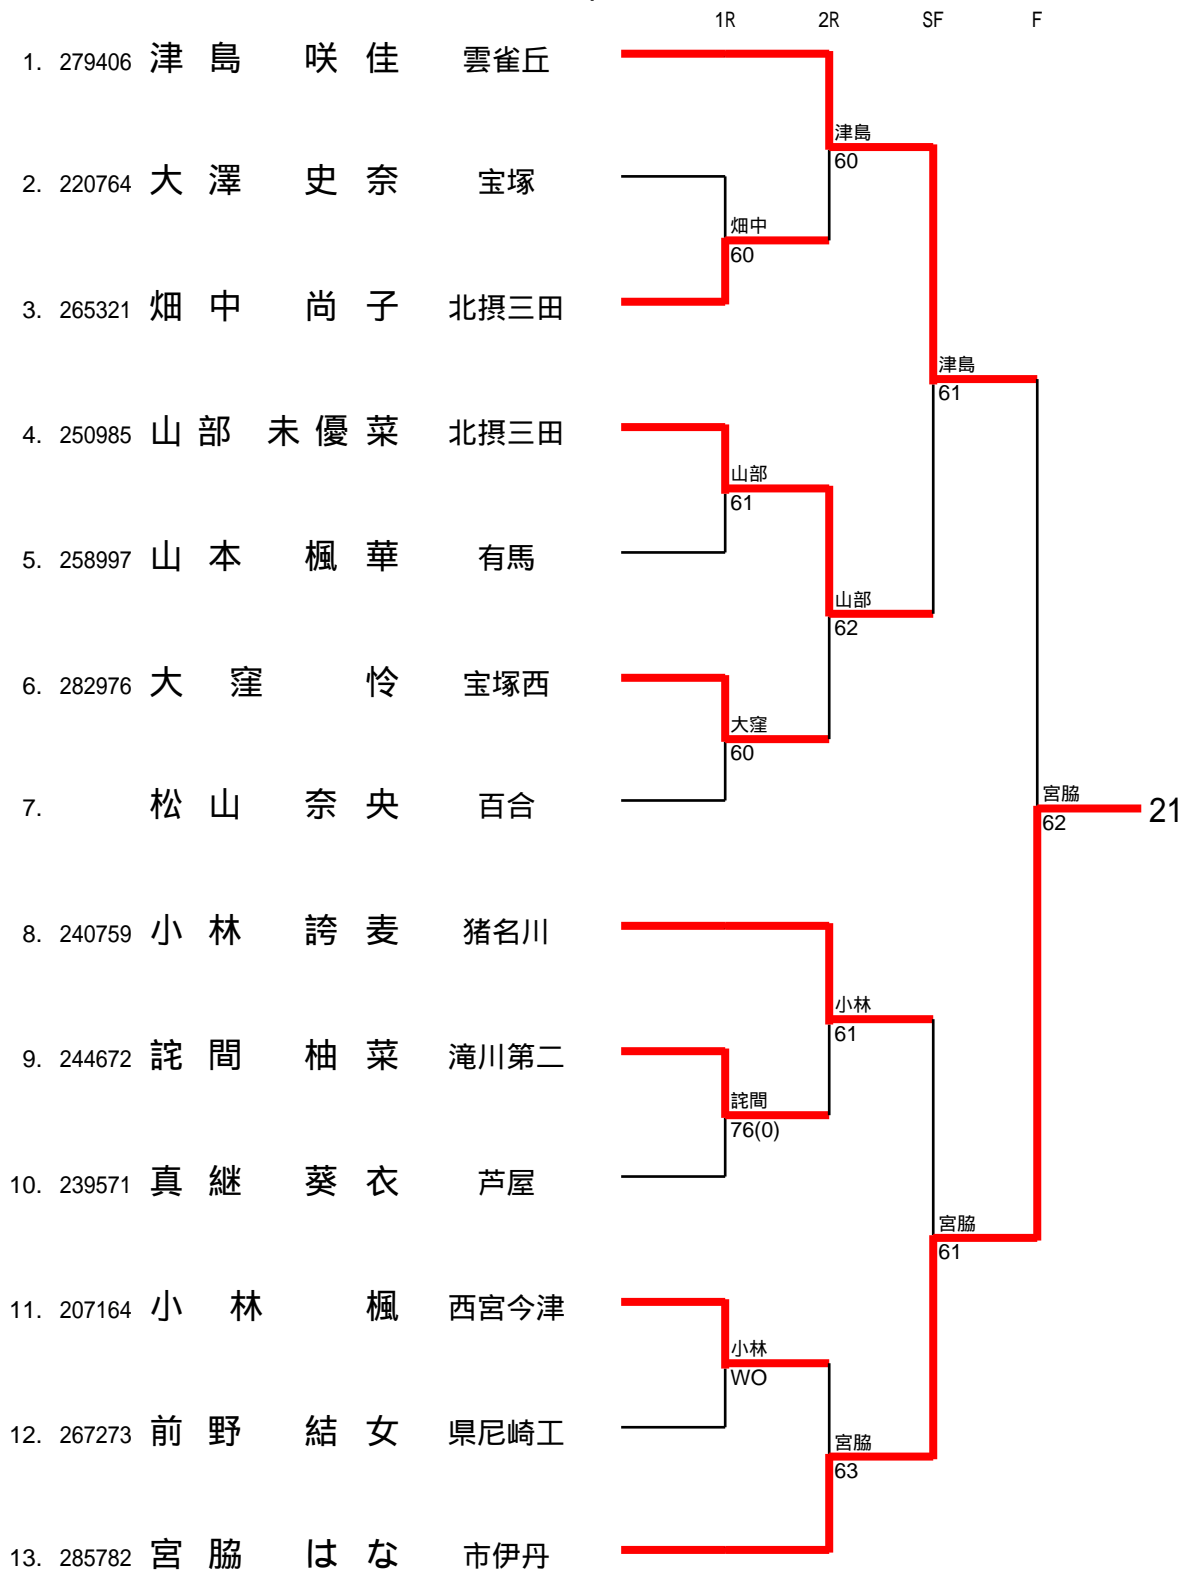 1R 2R SF F
1. 279406 津島 咲佳 雲雀丘
津島
60
2. 220764 大澤 史奈 宝塚
畑中
60
3. 265321 畑中 尚子 北摂三田
津島
61
4. 250985 山部 未優菜 北摂三田
山部
61
5. 258997 山本 楓華 有馬
山部
62
6. 282976 大窪 怜 宝塚西
大窪
60
7. 松山 奈央 百合
宮脇
62
21
8. 240759 小林 誇麦 猪名川
小林
61
9. 244672 詫間 柚菜 滝川第二
詫間
76(0)
10. 239571 真継 葵衣 芦屋
宮脇
61
11. 207164 小林 楓 西宮今津
小林
WO
12. 267273 前野 結女 県尼崎工
宮脇
63
13. 285782 宮脇 はな 市伊丹